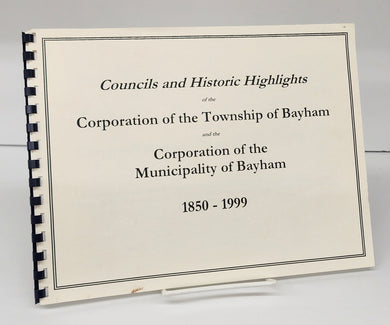 Councils and Historic Highlights
of the
Corporation of the Township of Bayham
and the
Corporation of the
Municipality of Bayham
1850 - 1999